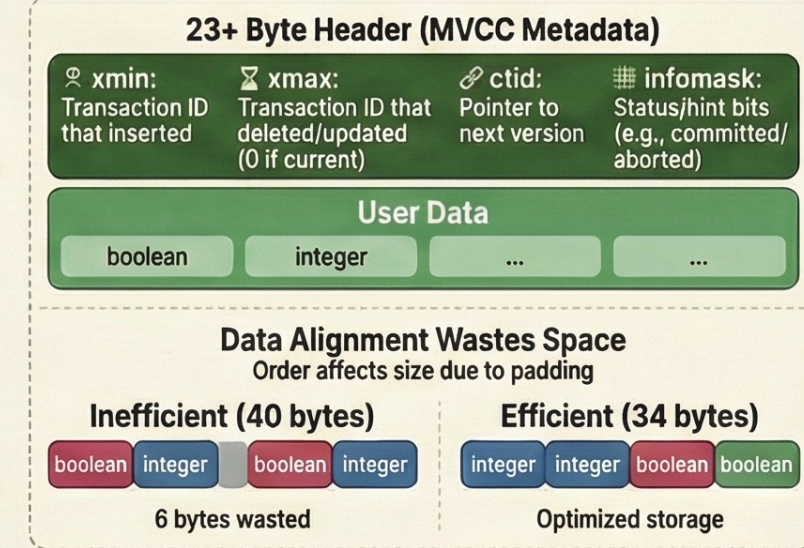 23+ Byte Header (MVCC Metadata)
xmin:
Transaction ID
that inserted
xmax:
Transaction ID that
deleted/updated
(0 if current)
ctid:
Pointer to
next version
infomask:
Status/hint bits
(e.g., committed/
aborted)
User Data
boolean
integer
...
...
Data Alignment Wastes Space
Order affects size due to padding
Inefficient (40 bytes)
boolean integer boolean integer
6 bytes wasted
Efficient (34 bytes)
integer integer boolean boolean
Optimized storage